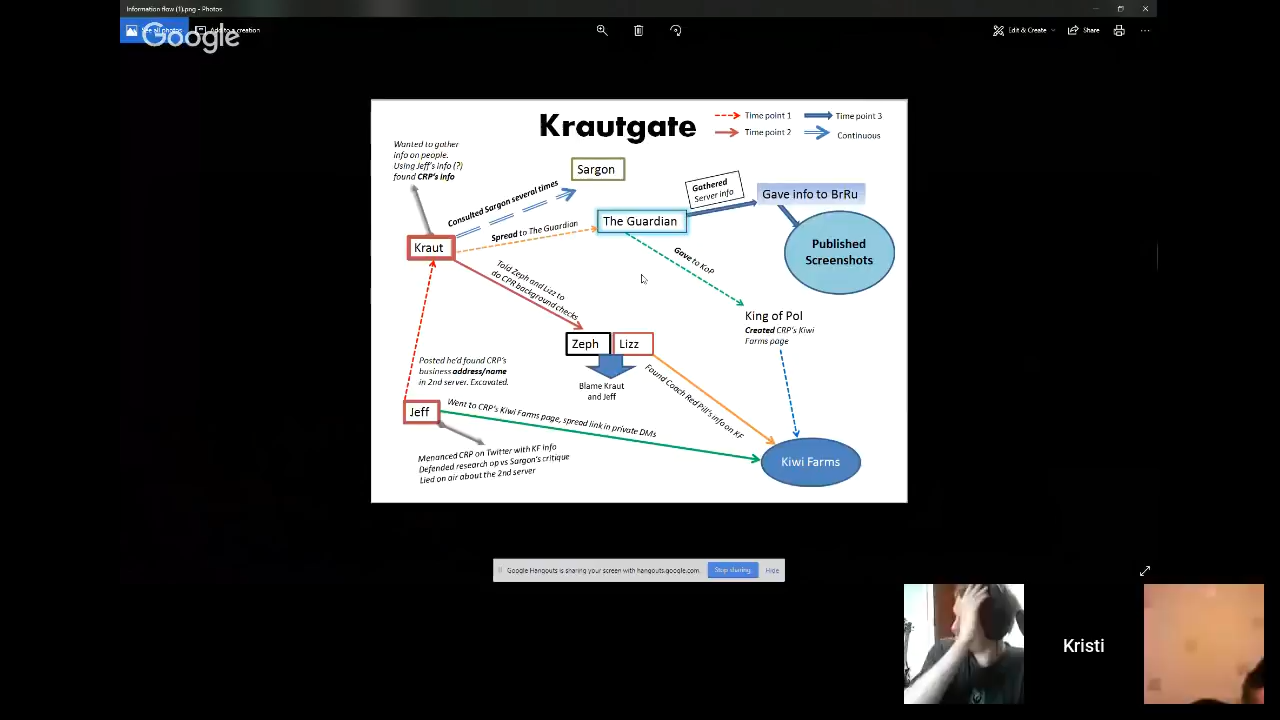 Information flow (1).png - Photos
See all photos
Add to a creation
Google
Edit & Create
Share
Krautgate
Time point 1
Time point 3
Time point 2
Continuous
Wanted to gather
info on people.
Using Jeff's info (?)
found CRP's info
Sargon
Consulted Sargon several times
Gathered
Server info
Gave info to BrRu
The Guardian
Spread to The Guardian
Kraut
Published
Screenshots
Gave to KoP
Told Zeph and Lizz to
do CPR background checks
King of Pol
Created CRP's Kiwi
Farms page
Zeph
Lizz
Posted he'd found CRP's
business address/name
in 2nd server. Excavated.
Blame Kraut
and Jeff
Found Coach Red Pill's info on KF
Jeff
Went to CRP's Kiwi Farms page, spread link in private DMs
Menanced CRP on Twitter with KF info
Defended research op vs Sargon's critique
Lied on air about the 2nd server
Kiwi Farms
Google Hangouts is sharing your screen with hangouts.google.com.
Stop sharing
Hide
Kristi